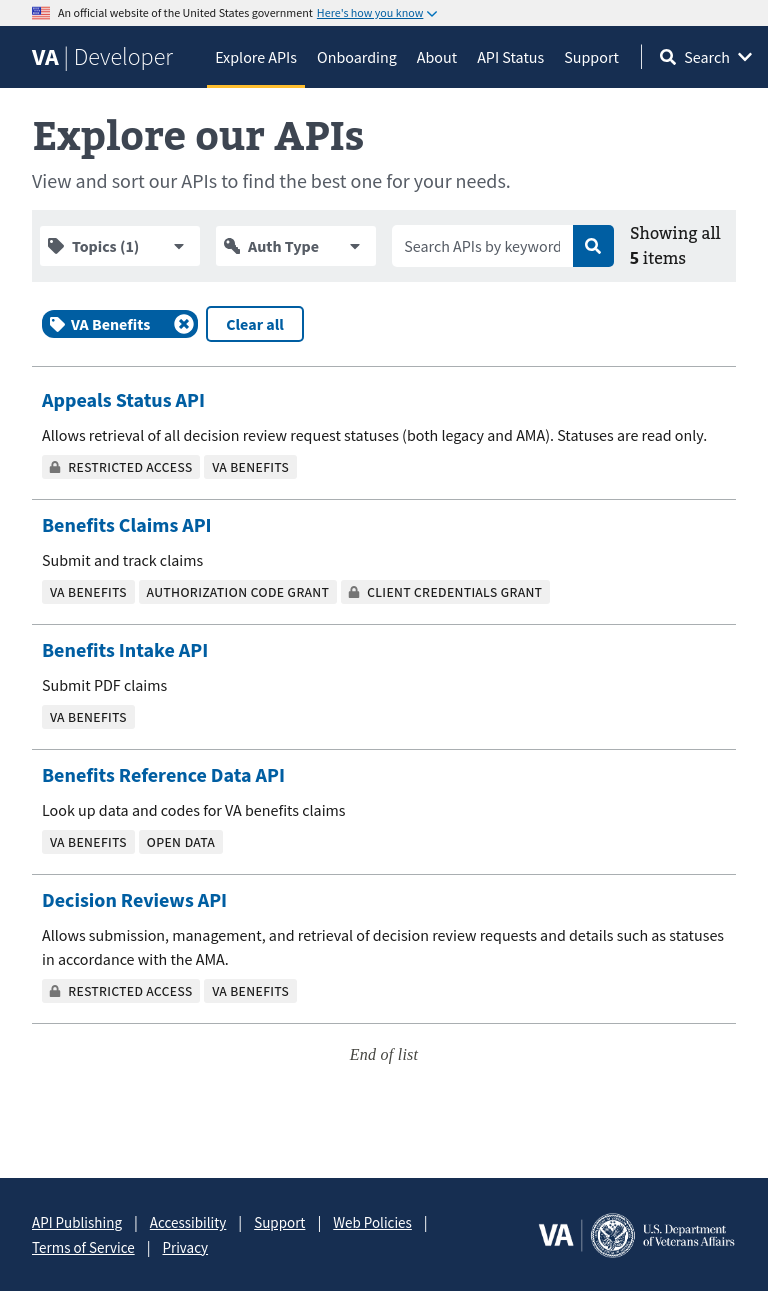 An official website of the United States government Here's how you know
VA | Developer Explore APIs Onboarding About API Status Support Search
Explore our APIs
View and sort our APIs to find the best one for your needs.
Topics (1) Auth Type Search APIs by keyword Showing all
5 items
VA Benefits Clear all
Appeals Status API
Allows retrieval of all decision review request statuses (both legacy and AMA). Statuses are read only.
RESTRICTED ACCESS VA BENEFITS
Benefits Claims API
Submit and track claims
VA BENEFITS AUTHORIZATION CODE GRANT CLIENT CREDENTIALS GRANT
Benefits Intake API
Submit PDF claims
VA BENEFITS
Benefits Reference Data API
Look up data and codes for VA benefits claims
VA BENEFITS OPEN DATA
Decision Reviews API
Allows submission, management, and retrieval of decision review requests and details such as statuses
in accordance with the AMA.
RESTRICTED ACCESS VA BENEFITS
End of list
API Publishing | Accessibility | Support | Web Policies |
Terms of Service | Privacy
VA | U.S. Department
of Veterans Affairs